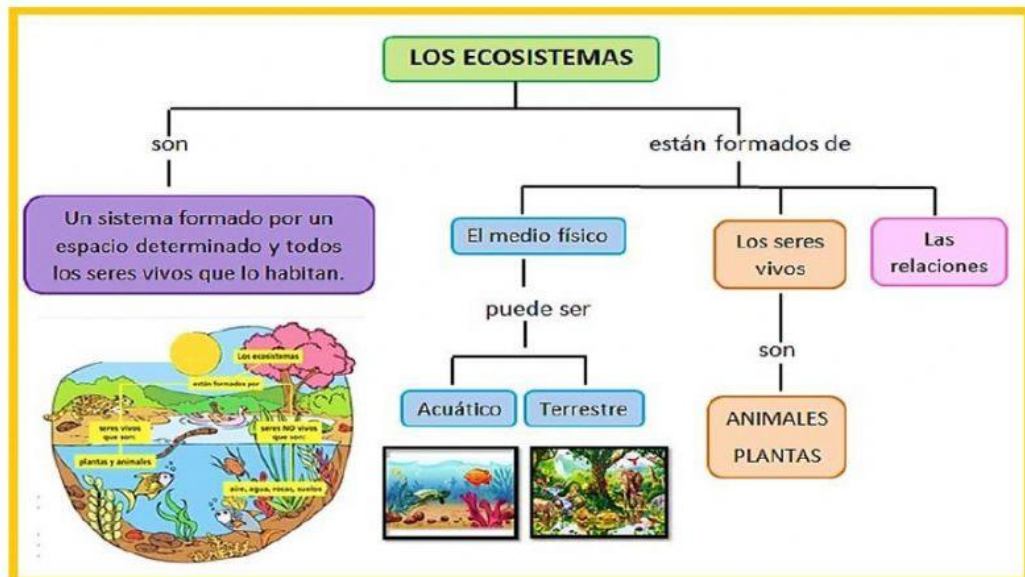 LOS ECOSISTEMAS
son
están formados de
Un sistema formado por un
espacio determinado y todos
los seres vivos que lo habitan.
El medio físico
Los seres
vivos
Las
relaciones
puede ser
son
Acuático
Terrestre
ANIMALES
PLANTAS
Los ecosistemas
están formados por
seres vivos
que son:
seres NO vivos
que son:
plantas y animales
aire, agua, rocas, suelos